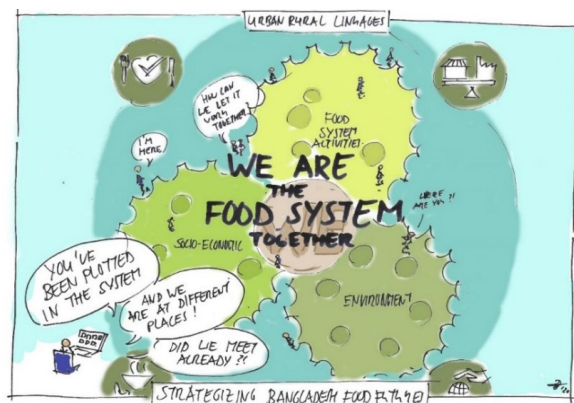 URBAN RURAL LINKAGES
HOW CAN
WE LET IT
WORK
TOGETHER
I'M
HERE
FOOD
SYSTEM
ACTIVITIES
WE ARE
THE
FOOD SYSTEM
TOGETHER
WHERE
ARE YOU?!
SOCIO-ECONOMIC
ENVIRONMENT
YOU'VE
BEEN PLOTTED
IN THE SYSTEM
AND WE
ARE AT DIFFERENT
PLACES!
DID WE MEET
ALREADY?!
STRATEGIZING BANGLADESH FOOD